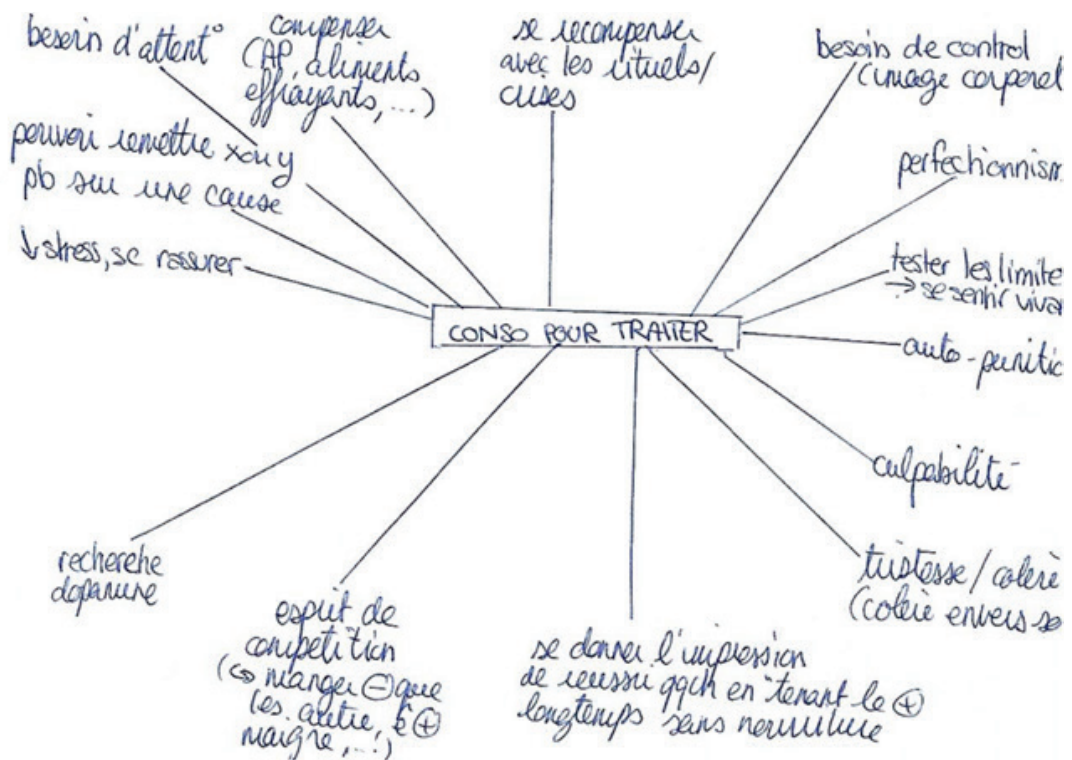 besoin d'attent°
compenser
(AP, aliments
effrayants, ...)
se recompenser
avec les rituels/
crises
besoin de control
(image corporel
pouvoir remettre x ou y
pb sur une cause
perfectionnism
↓ stress, se rassurer
tester les limite
→ se sentir viva
CONSO POUR TRAITER
auto-punitio
culpabilité
recherche
dopamine
esprit de
competition
(↪ manger ⊖ que
les autre, ê ⊕
maigre, ...)
se donner l'impression
de reussir qqch en tenant le ⊕
longtemps sans nourriture
tristesse / colère
(colère envers so